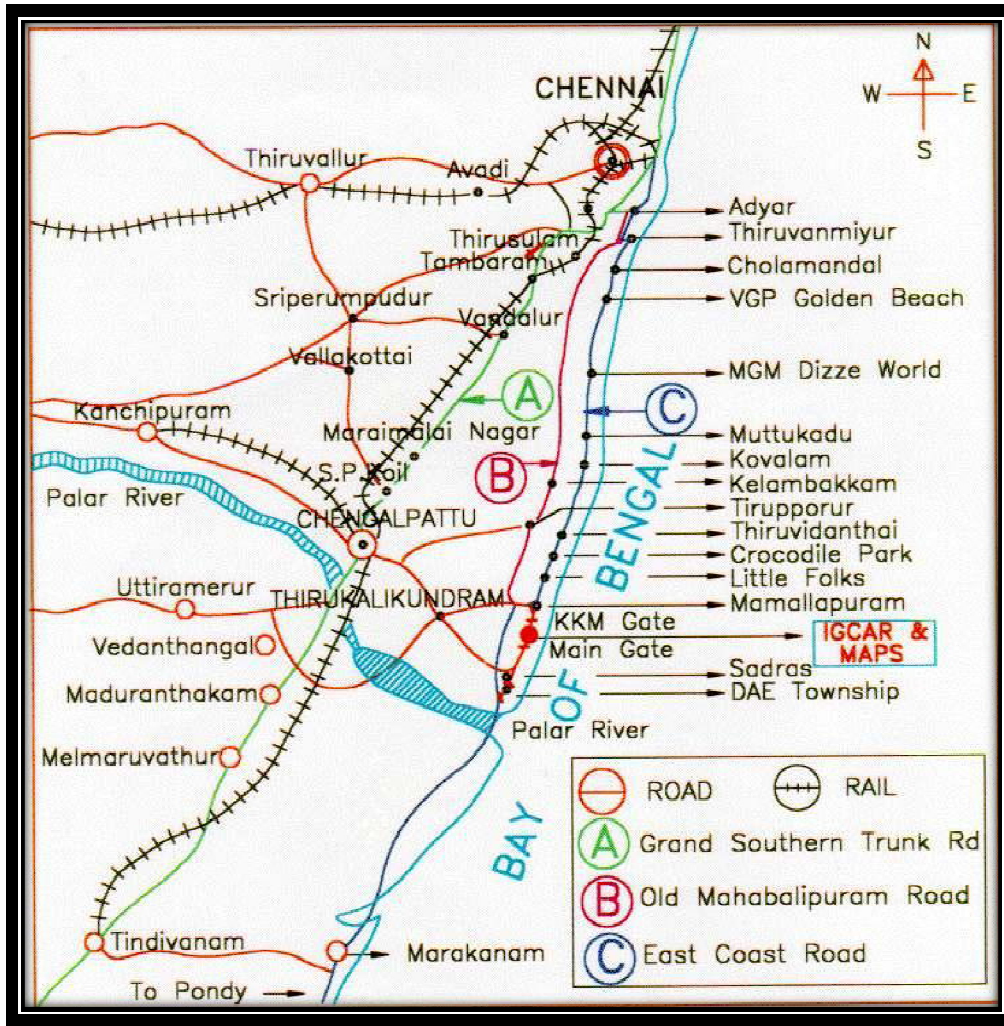 N
W E
S
CHENNAI
Thiruvallur
Avadi
Adyar
Thiruvanmiyur
Thirusulam
Tambaram
Cholamandal
Sriperumpudur
VGP Golden Beach
Vandalur
Vallakottai
MGM Dizze World
A
C
Kanchipuram
Maraimalai Nagar
Muttukadu
Kovalam
S.P.Koil
B
Kelambakkam
Palar River
Tirupporur
CHENGALPATTU
Thiruvidanthai
Crocodile Park
Little Folks
Uttiramerur
THIRUKALIKUNDRAM
Mamallapuram
KKM Gate
IGCAR &
MAPS
Vedanthangal
Main Gate
Sadras
Maduranthakam
DAE Township
BAY OF BENGAL
Palar River
Melmaruvathur
Tindivanam
Marakanam
To Pondy
ROAD RAIL
A Grand Southern Trunk Rd
B Old Mahabalipuram Road
C East Coast Road